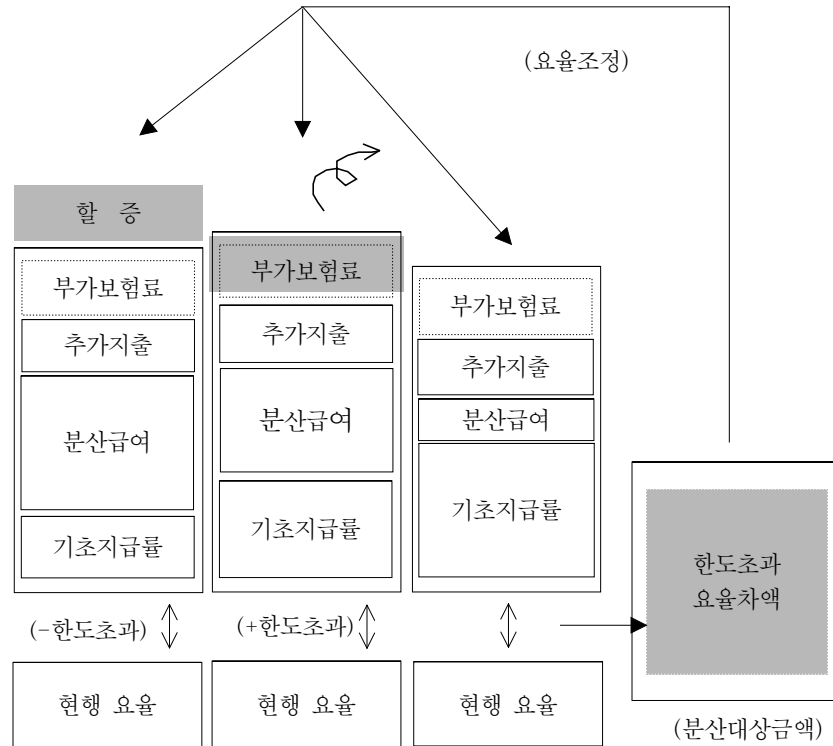 (요율조정)
할 증
부가보험료
추가지출
분산급여
기초지급률
부가보험료
추가지출
분산급여
기초지급률
부가보험료
추가지출
분산급여
기초지급률
한도초과
요율차액
(-한도초과)
(+한도초과)
현행 요율
현행 요율
현행 요율
(분산대상금액)